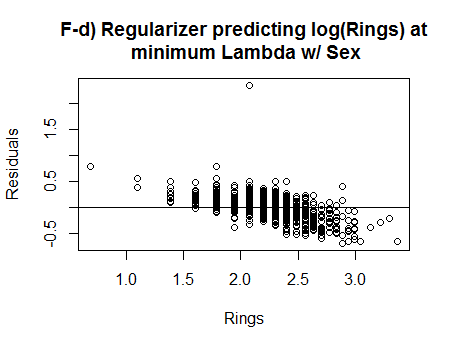 F-d) Regularizer predicting log(Rings) at
minimum Lambda w/ Sex
Residuals
1.5
0.5
-0.5
1.0 1.5 2.0 2.5 3.0
Rings